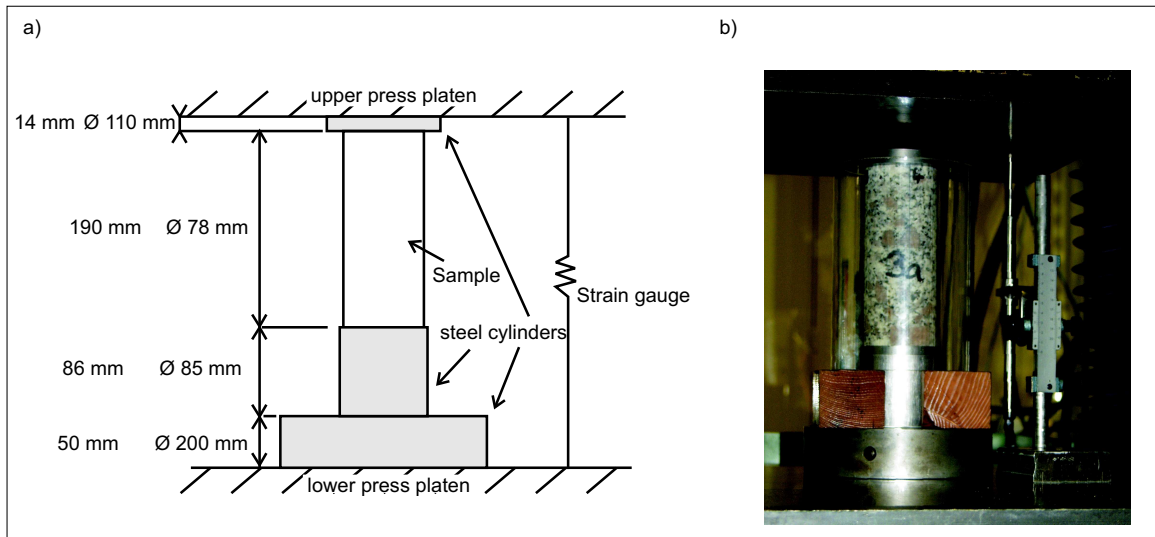 a)
b)
upper press platen
14 mm Ø 110 mm
190 mm Ø 78 mm
Sample
Strain gauge
steel cylinders
86 mm Ø 85 mm
50 mm Ø 200 mm
lower press platen
3a